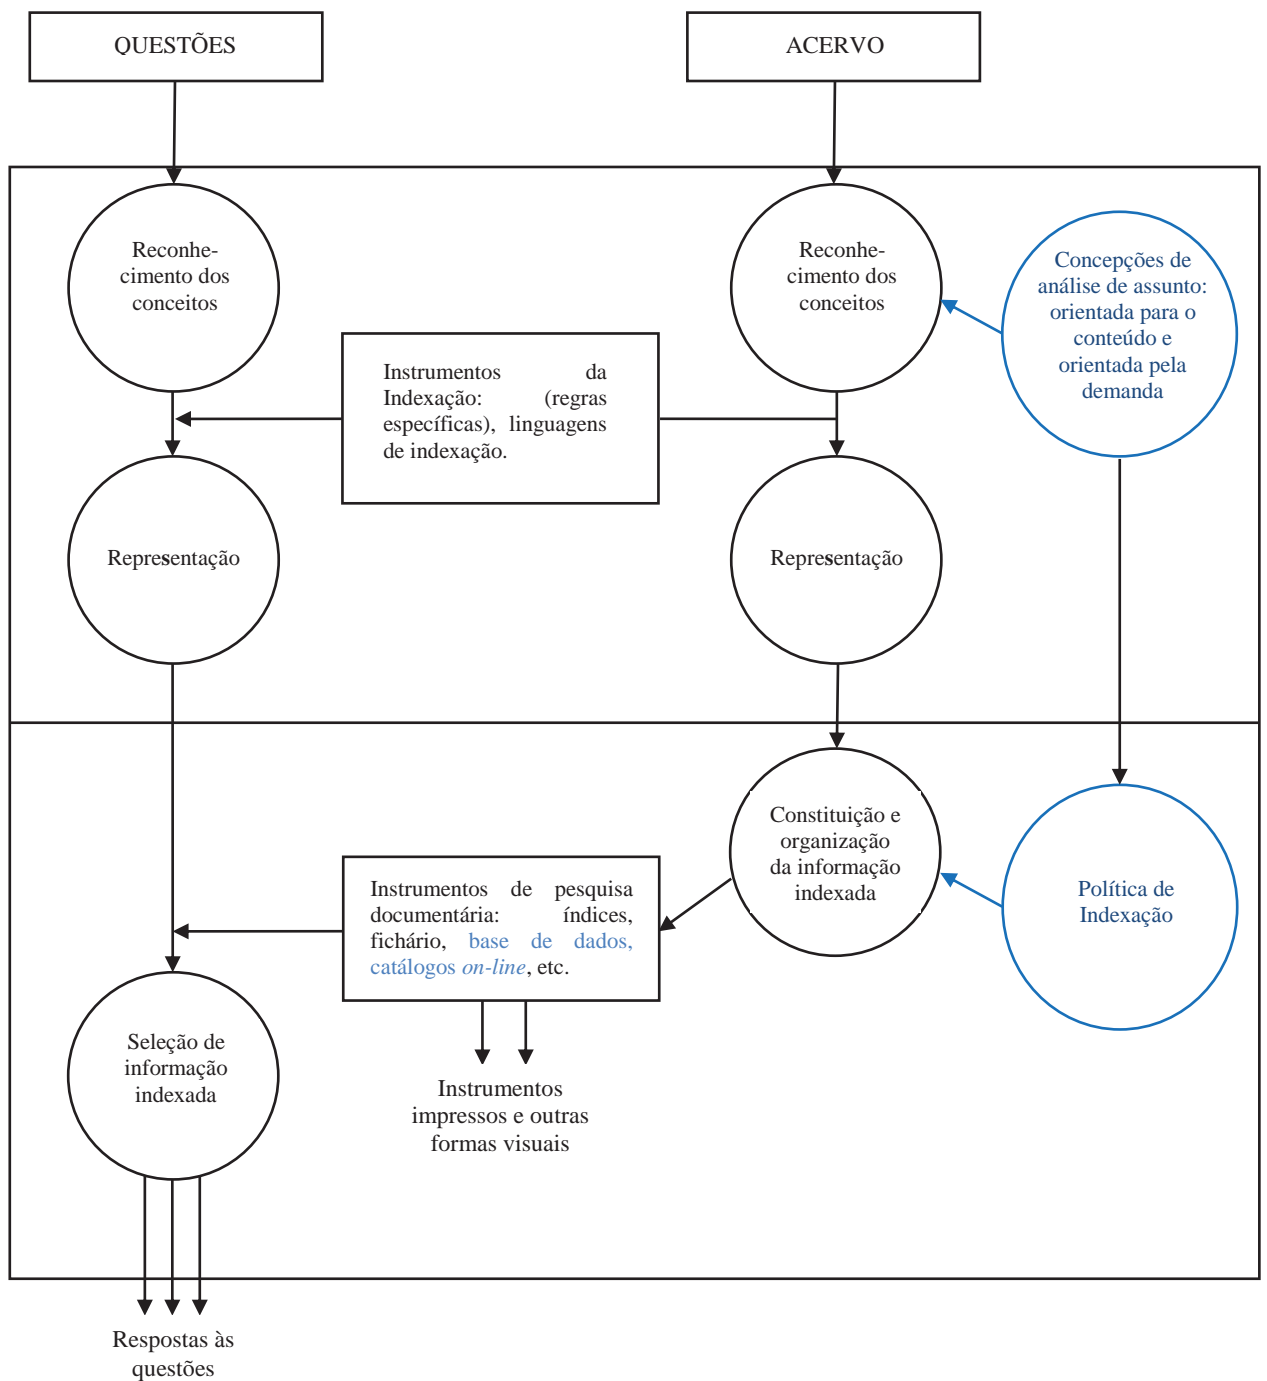 QUESTÕES
ACERVO
Reconhe-
cimento dos
conceitos
Reconhe-
cimento dos
conceitos
Concepções de
análise de assunto:
orientada para o
conteúdo e
orientada pela
demanda
Instrumentos da
Indexação: (regras
específicas), linguagens
de indexação.
Representação
Representação
Constituição e
organização
da informação
indexada
Política de
Indexação
Instrumentos de pesquisa
documentária: índices,
fichário, base de dados,
catálogos on-line, etc.
Seleção de
informação
indexada
Instrumentos
impressos e outras
formas visuais
Respostas às
questões